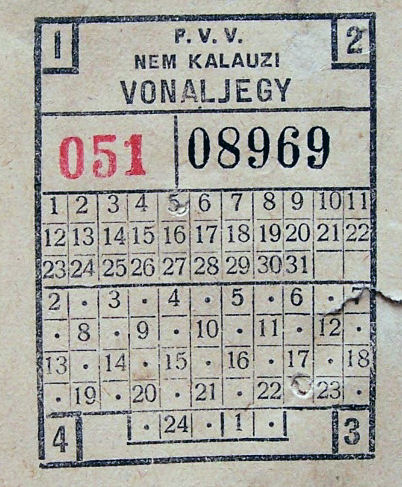 1 P. V. V. 2
NEM KALAUZI
VONALJEGY
051 08969
1 2 3 4 5 6 7 8 9 10 11
12 13 14 15 16 17 18 19 20 21 22
23 24 25 26 27 28 29 30 31
2 · 3 · 4 · 5 · 6 · 7
· 8 · 9 · 10 · 11 · 12 ·
13 · 14 · 15 · 16 · 17 · 18
· 19 · 20 · 21 · 22 · 23 ·
4 · 24 · 1 · 3